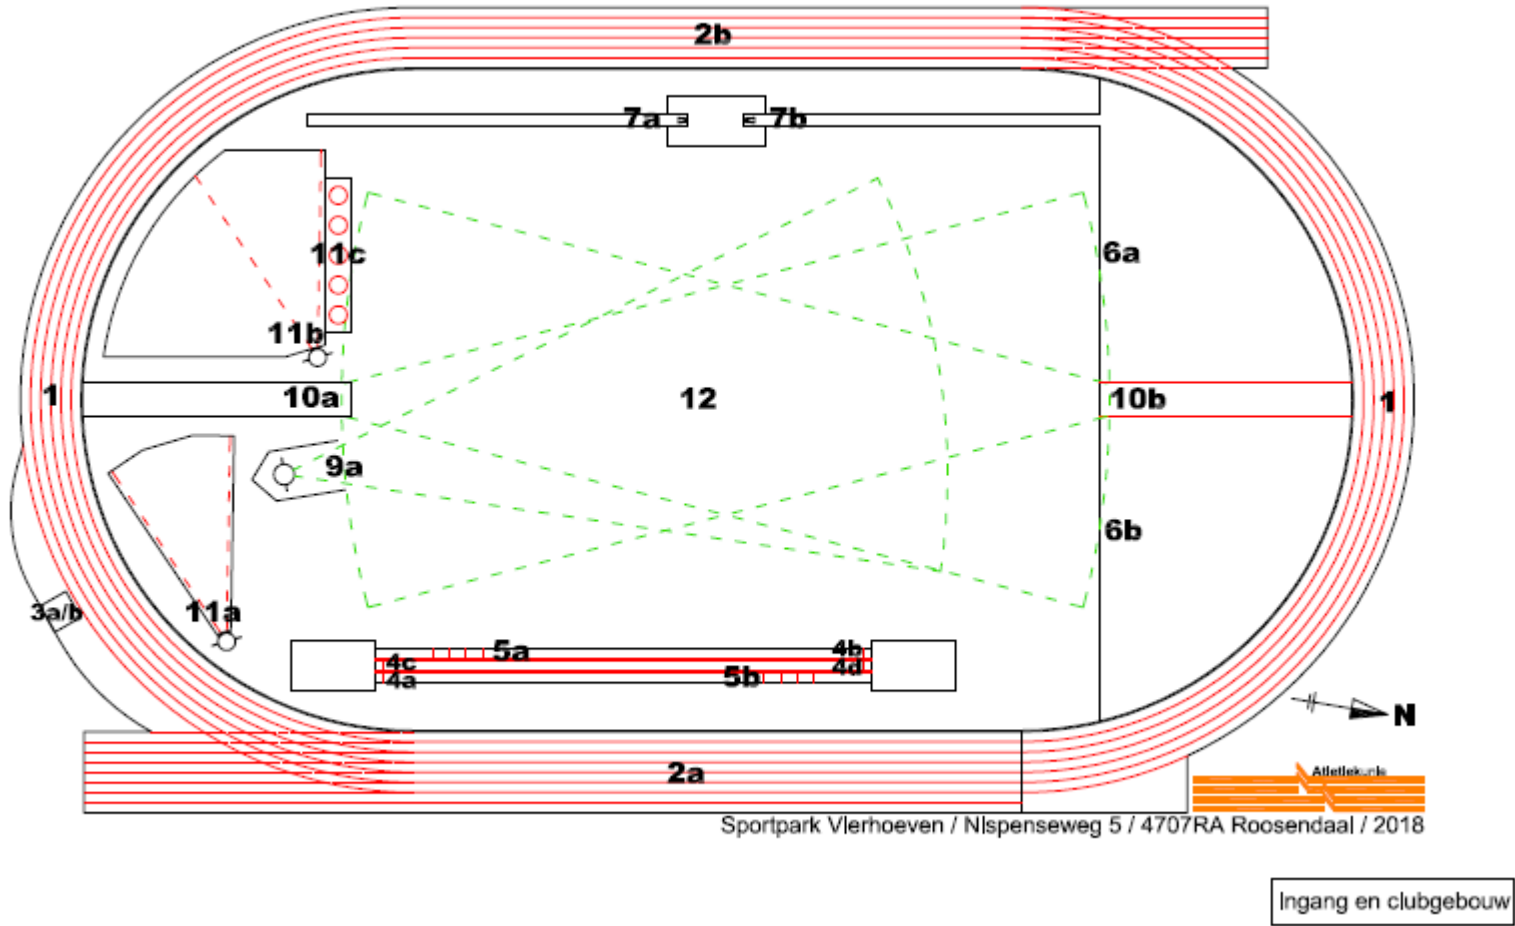 2b
7a
7b
11c
6a
11b
1
10a
12
10b
1
9a
6b
3a/b
11a
5a
4b
4c
4d
4a
5b
N
2a
Atletiekunie
Sportpark Vierhoeven / Nispenseweg 5 / 4707RA Roosendaal / 2018
Ingang en clubgebouw